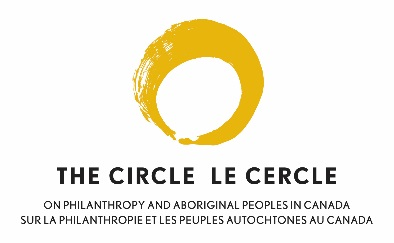 THE CIRCLE LE CERCLE
ON PHILANTHROPY AND ABORIGINAL PEOPLES IN CANADA
SUR LA PHILANTHROPIE ET LES PEUPLES AUTOCHTONES AU CANADA